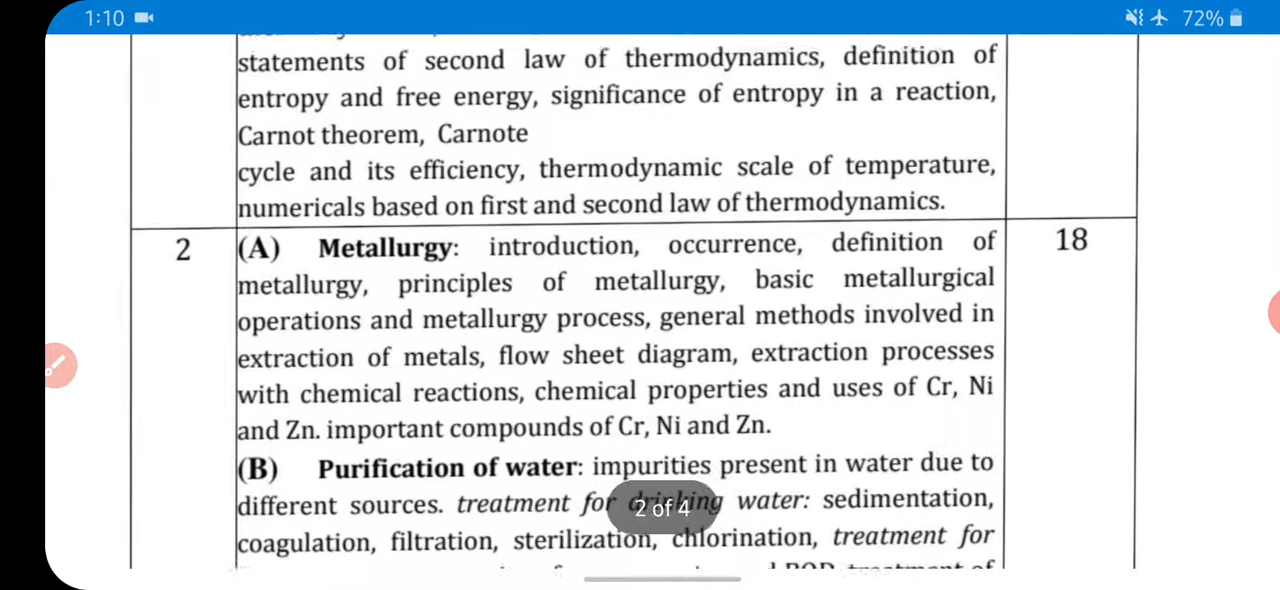 1:10
72%
statements of second law of thermodynamics, definition of
entropy and free energy, significance of entropy in a reaction,
Carnot theorem, Carnote
cycle and its efficiency, thermodynamic scale of temperature,
numericals based on first and second law of thermodynamics.
2
(A) Metallurgy: introduction, occurrence, definition of
18
metallurgy, principles of metallurgy, basic metallurgical
operations and metallurgy process, general methods involved in
extraction of metals, flow sheet diagram, extraction processes
with chemical reactions, chemical properties and uses of Cr, Ni
and Zn. important compounds of Cr, Ni and Zn.
(B) Purification of water: impurities present in water due to
different sources. treatment for drinking water: sedimentation,
2 of 4
coagulation, filtration, sterilization, chlorination, treatment for